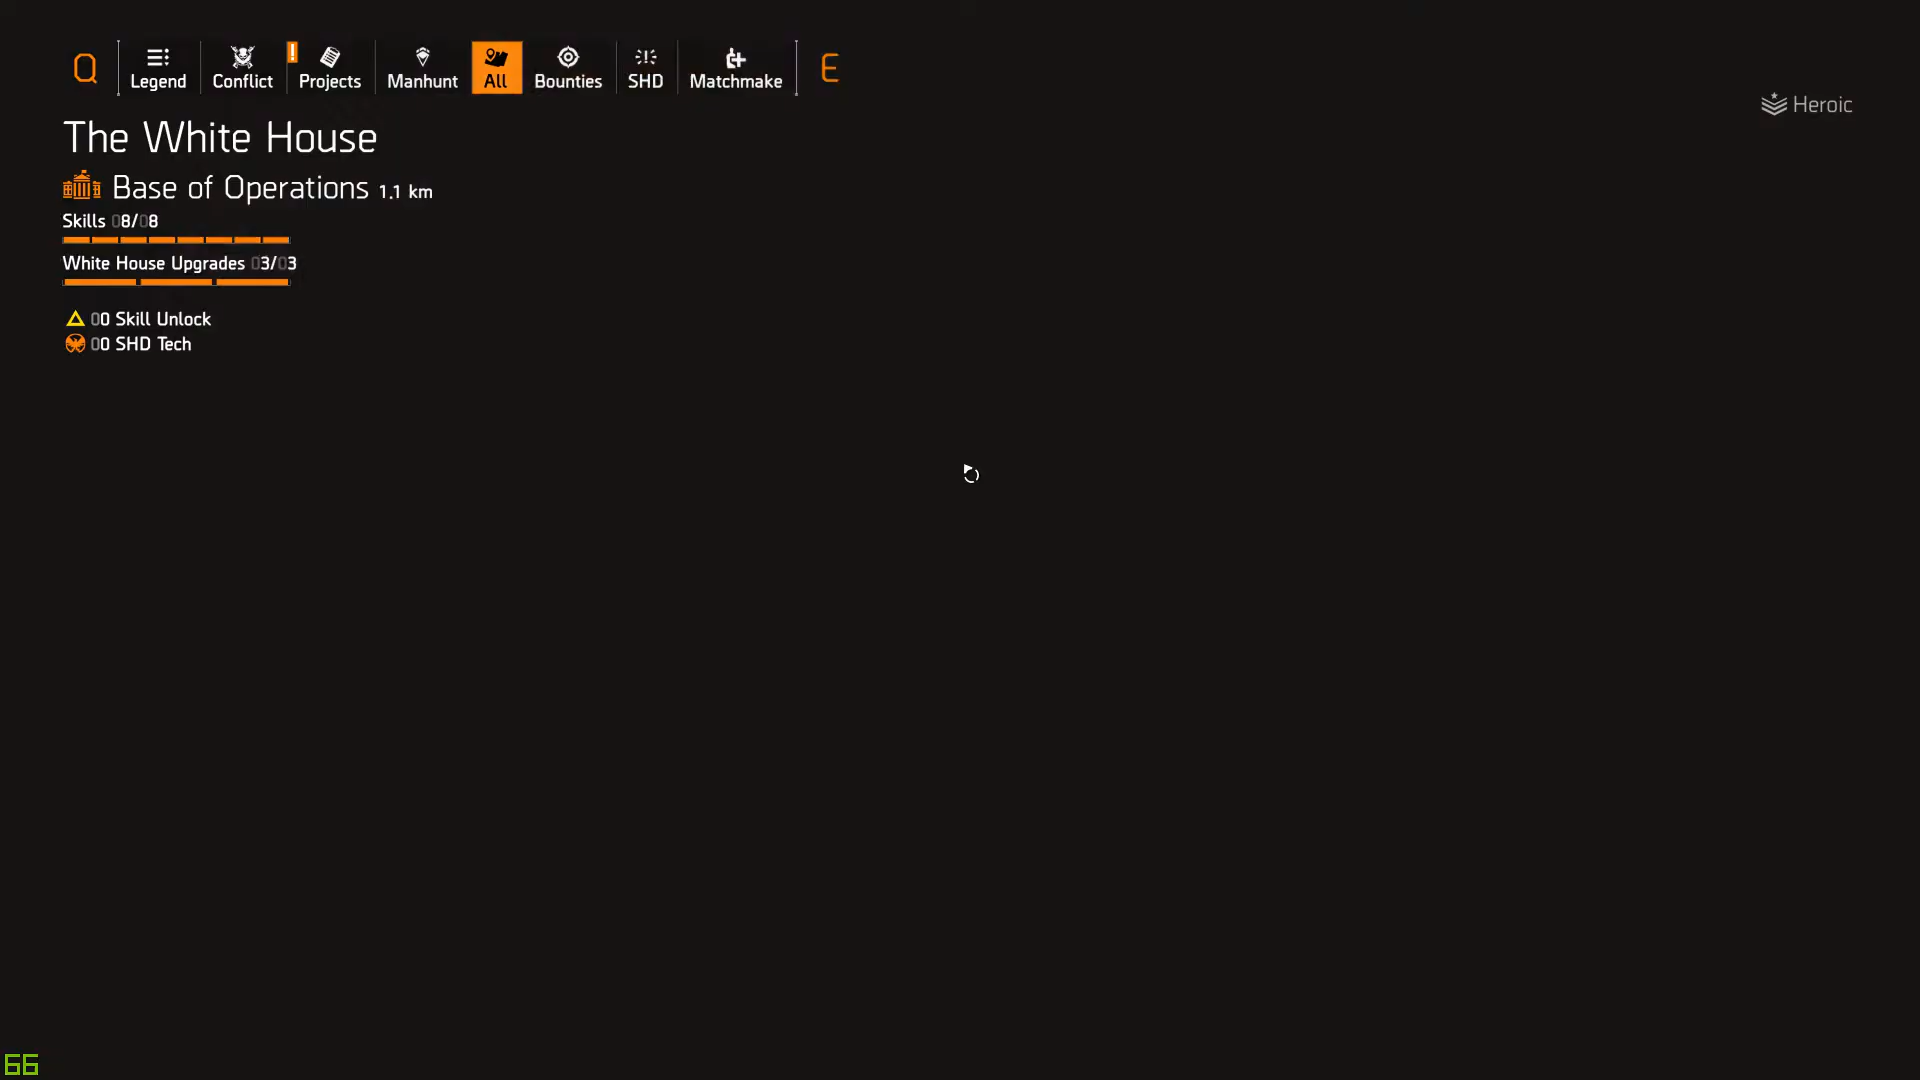 Q Legend Conflict ! Projects Manhunt All Bounties SHD Matchmake E
Heroic
The White House
Base of Operations 1.1 km
Skills 08/08
White House Upgrades 03/03
00 Skill Unlock
00 SHD Tech
66